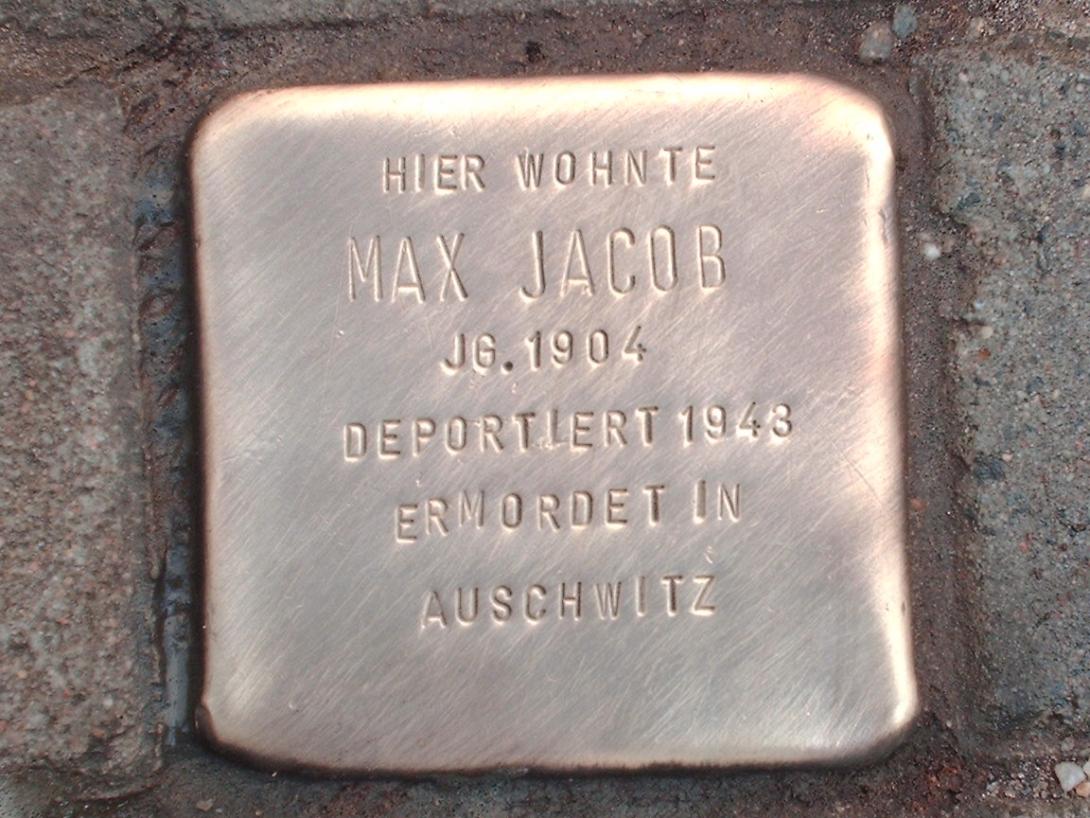 HIER WOHNTE
MAX JACOB
JG. 1904
DEPORTIERT 1943
ERMORDET IN
AUSCHWITZ